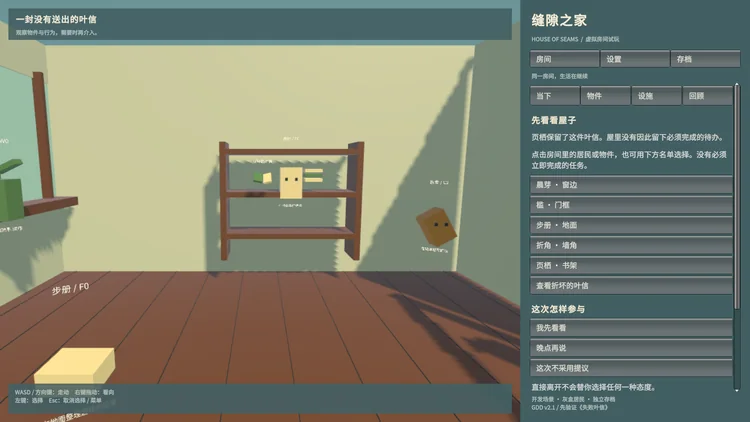 一封没有送出的叶信
观察物件与行为，需要时再介入。
步册 / F0
WASD / 方向键：走动　右键拖动：看向
左键：选择　Esc：取消选择 / 菜单
缝隙之家
HOUSE OF SEAMS / 虚拟房间试玩
房间
设置
存档
同一房间，生活在继续
当下
物件
设施
回顾
先看看屋子
页栖保留了这件叶信。屋里没有因此留下必须完成的待办。
点击房间里的居民或物件，也可用下方名单选择。没有必须立即完成的任务。
晨芽 · 窗边
槛 · 门框
步册 · 地面
折角 · 墙角
页栖 · 书架
查看折坏的叶信
这次怎样参与
我先看看
晚点再说
这次不采用提议
直接离开不会替你选择任何一种态度。
开发场景 · 灰盒居民 · 独立存档
GDD v2.1 / 先验证《失败叶信》